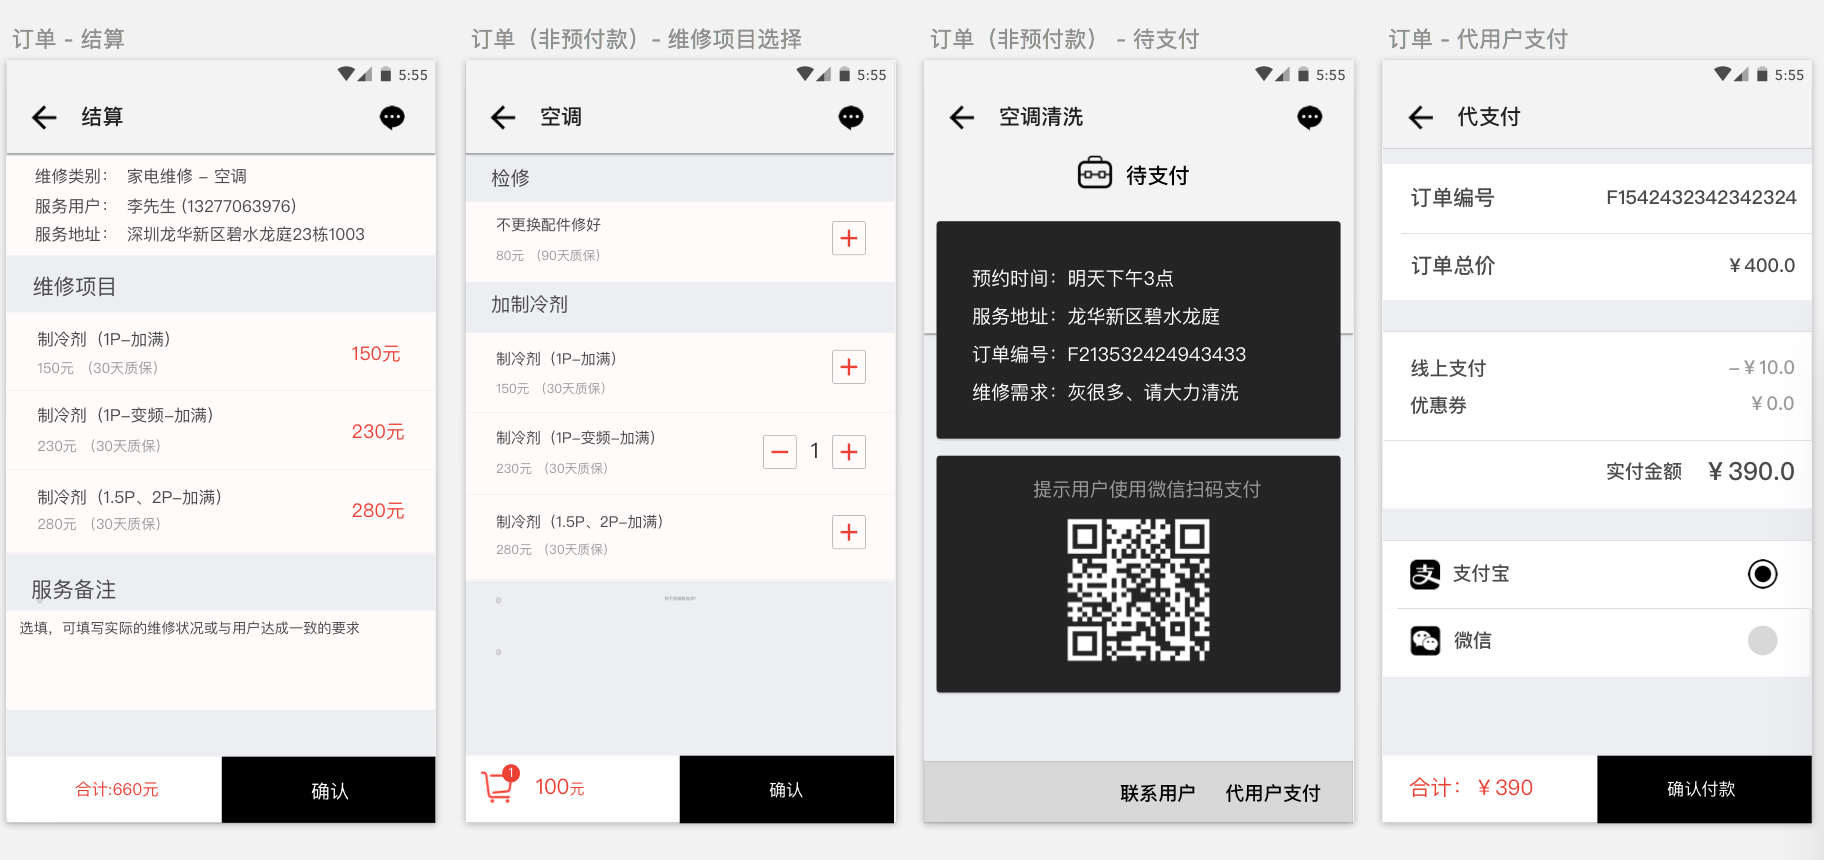 订单 - 结算
5:55
结算
维修类别： 家电维修 – 空调
服务用户： 李先生 (13277063976)
服务地址： 深圳龙华新区碧水龙庭23栋1003
维修项目
制冷剂（1P–加满）
150元 （30天质保）
150元
制冷剂（1P–变频–加满）
230元 （30天质保）
230元
制冷剂（1.5P、2P–加满）
280元 （30天质保）
280元
服务备注
选填，可填写实际的维修状况或与用户达成一致的要求
合计:660元
确认
订单（非预付款）- 维修项目选择
5:55
空调
检修
不更换配件修好
80元 （90天质保）
加制冷剂
制冷剂（1P–加满）
150元 （30天质保）
制冷剂（1P–变频–加满）
230元 （30天质保）
1
制冷剂（1.5P、2P–加满）
280元 （30天质保）
1
100元
确认
订单（非预付款） - 待支付
5:55
空调清洗
待支付
预约时间：明天下午3点
服务地址：龙华新区碧水龙庭
订单编号：F213532424943433
维修需求：灰很多、请大力清洗
提示用户使用微信扫码支付
联系用户
代用户支付
订单 - 代用户支付
5:55
代支付
订单编号 F1542432342342324
订单总价 ¥400.0
线上支付 –¥10.0
优惠券 ¥0.0
实付金额 ¥390.0
支付宝
微信
合计：¥390
确认付款